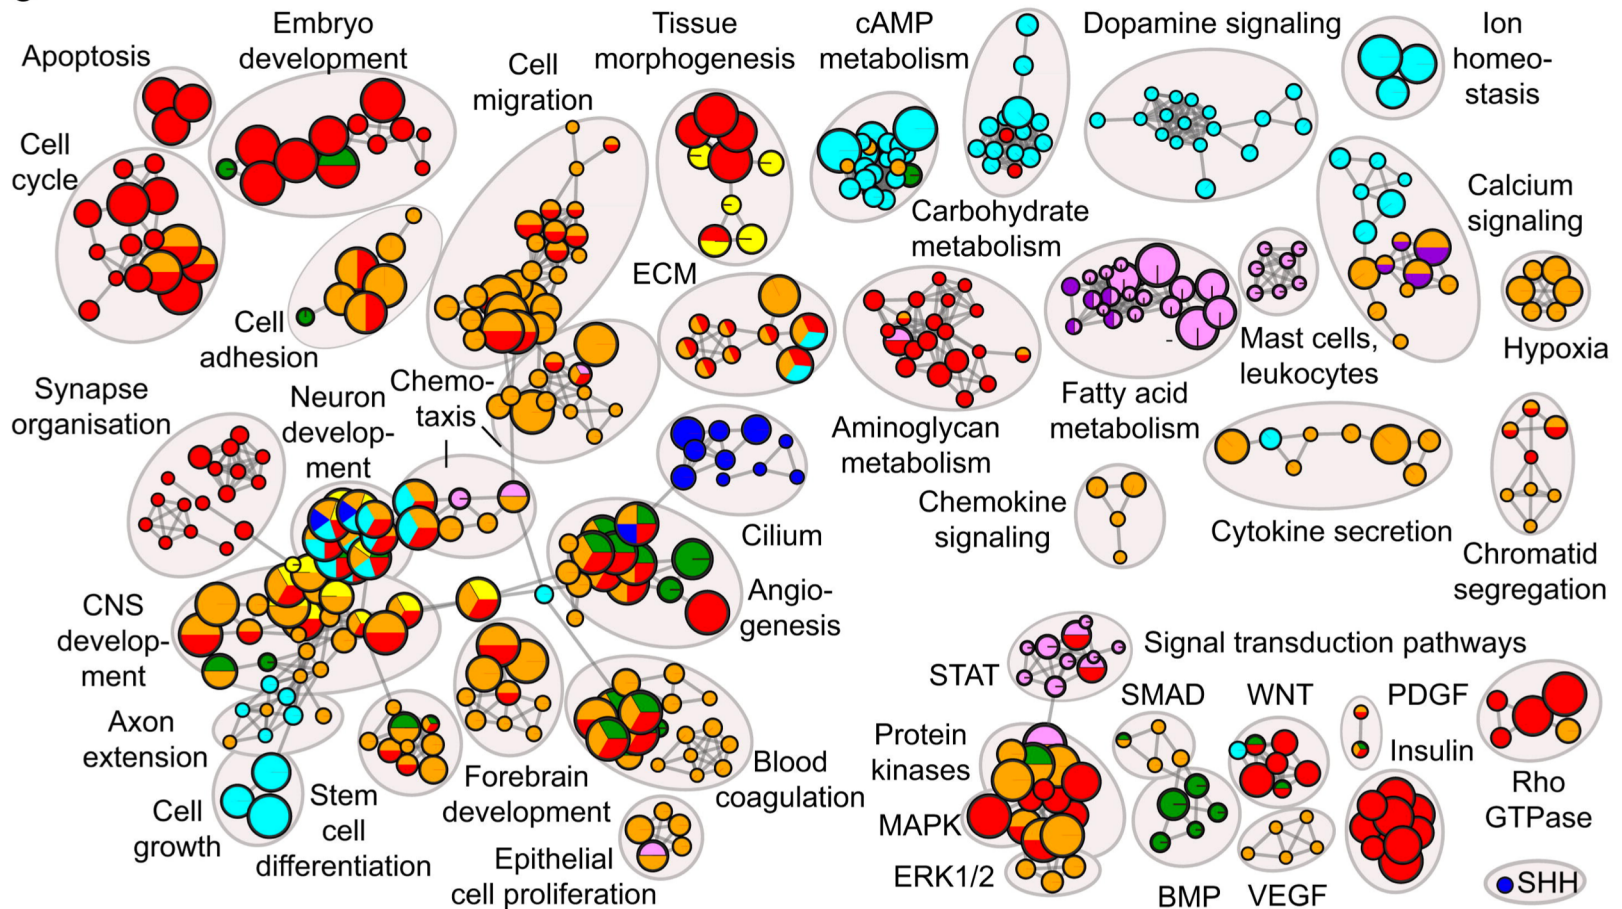 Apoptosis
Embryo
development
Cell
migration
Tissue
morphogenesis
cAMP
metabolism
Dopamine signaling
Ion
homeo-
stasis
Cell
cycle
Carbohydrate
metabolism
Calcium
signaling
Cell
adhesion
ECM
Mast cells,
leukocytes
Hypoxia
Synapse
organisation
Neuron
develop-
ment
Chemo-
taxis
Aminoglycan
metabolism
Fatty acid
metabolism
Chemokine
signaling
Cytokine secretion
Chromatid
segregation
Cilium
Angio-
genesis
CNS
develop-
ment
Axon
extension
Cell
growth
Stem
cell
differentiation
Forebrain
development
Blood
coagulation
Epithelial
cell proliferation
Signal transduction pathways
STAT
SMAD
WNT
PDGF
Protein
kinases
Insulin
MAPK
Rho
GTPase
ERK1/2
BMP
VEGF
SHH